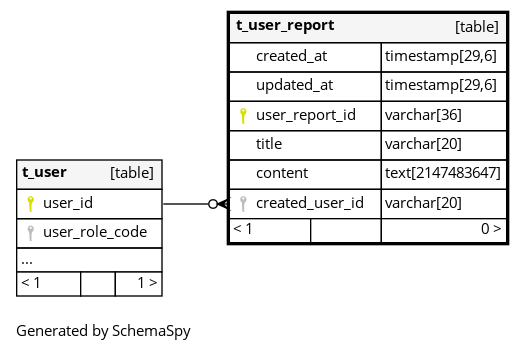 t_user_report [table]
created_at timestamp[29,6]
updated_at timestamp[29,6]
user_report_id varchar[36]
title varchar[20]
content text[2147483647]
created_user_id varchar[20]
< 1 0 >
t_user [table]
user_id
user_role_code
...
< 1 1 >
Generated by SchemaSpy